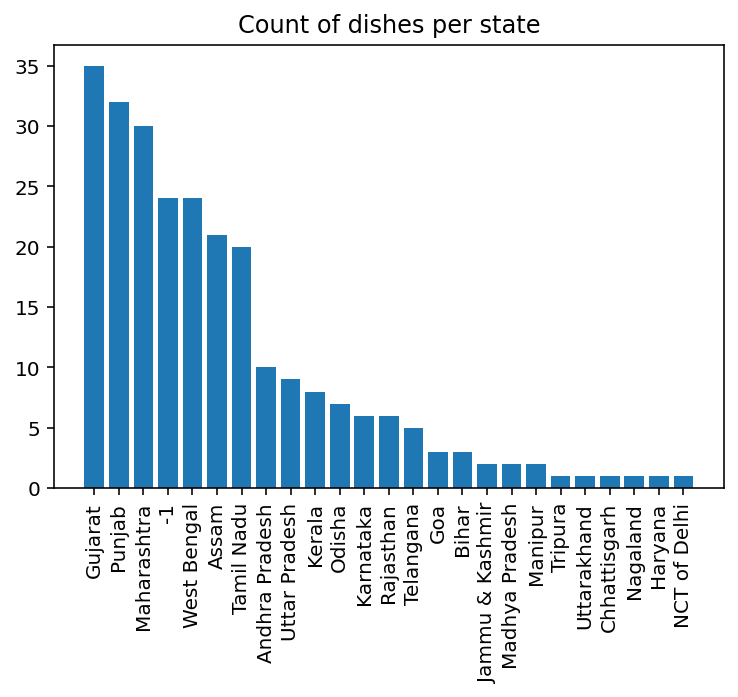 Count of dishes per state
35
30
25
20
15
10
5
0
Gujarat
Punjab
Maharashtra
-1
West Bengal
Assam
Tamil Nadu
Andhra Pradesh
Uttar Pradesh
Kerala
Odisha
Karnataka
Rajasthan
Telangana
Goa
Bihar
Jammu & Kashmir
Madhya Pradesh
Manipur
Tripura
Uttarakhand
Chhattisgarh
Nagaland
Haryana
NCT of Delhi